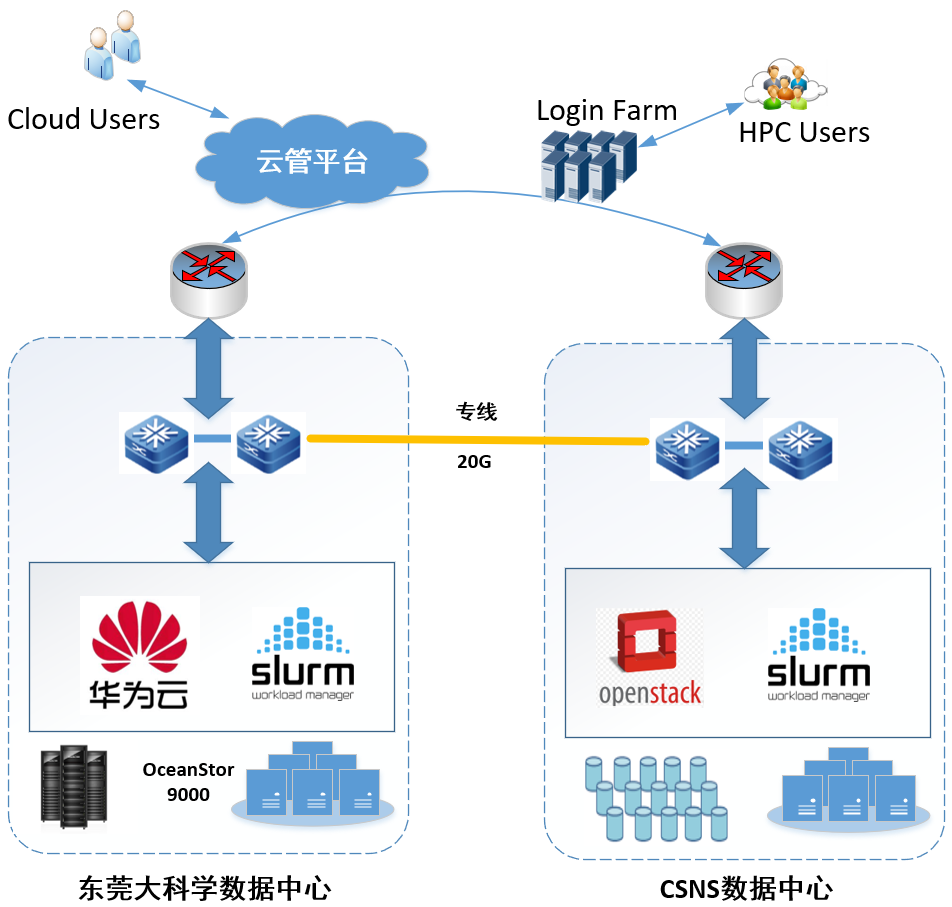 Cloud Users
云管平台
Login Farm
HPC Users
专线
20G
华为云
slurm
workload manager
openstack
slurm
workload manager
OceanStor
9000
东莞大科学数据中心
CSNS数据中心